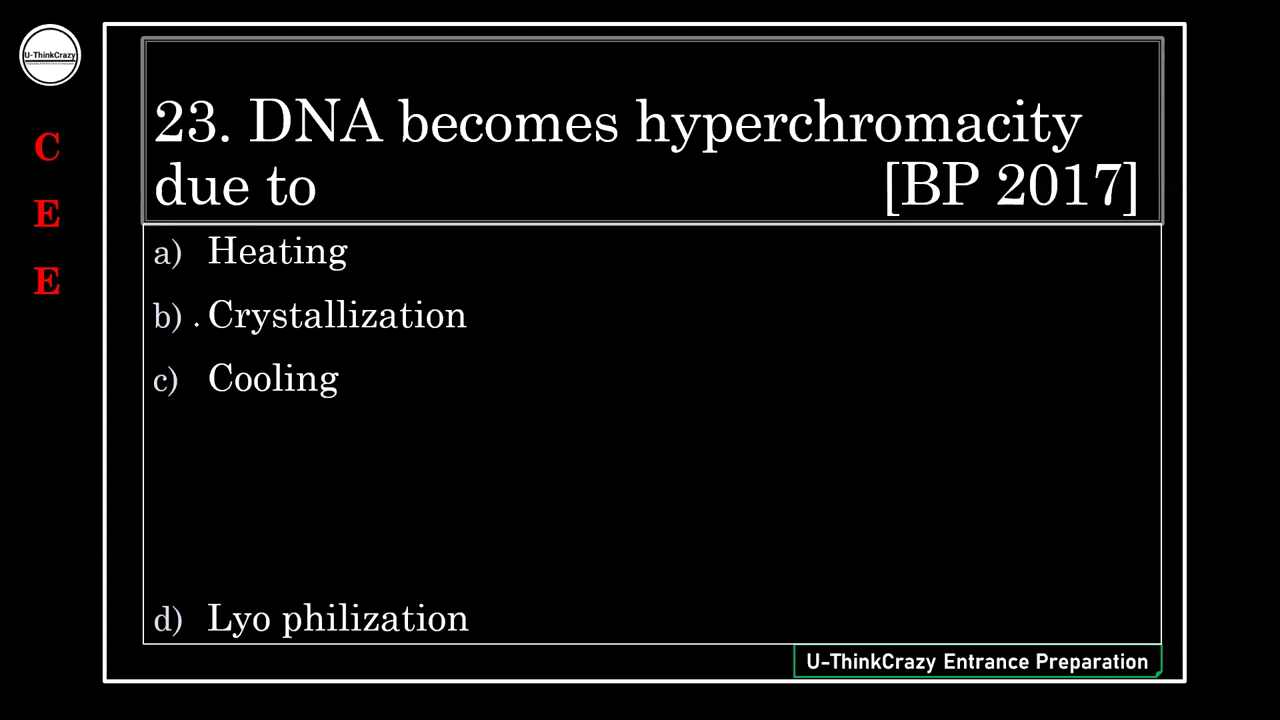 U-ThinkCrazy
C
E
E
23. DNA becomes hyperchromacity
due to [BP 2017]
a) Heating
b) . Crystallization
c) Cooling
d) Lyo philization
U-ThinkCrazy Entrance Preparation